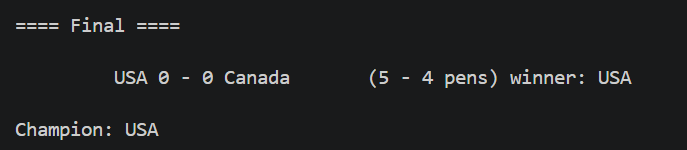 ==== Final ====
USA 0 - 0 Canada (5 - 4 pens) winner: USA
Champion: USA